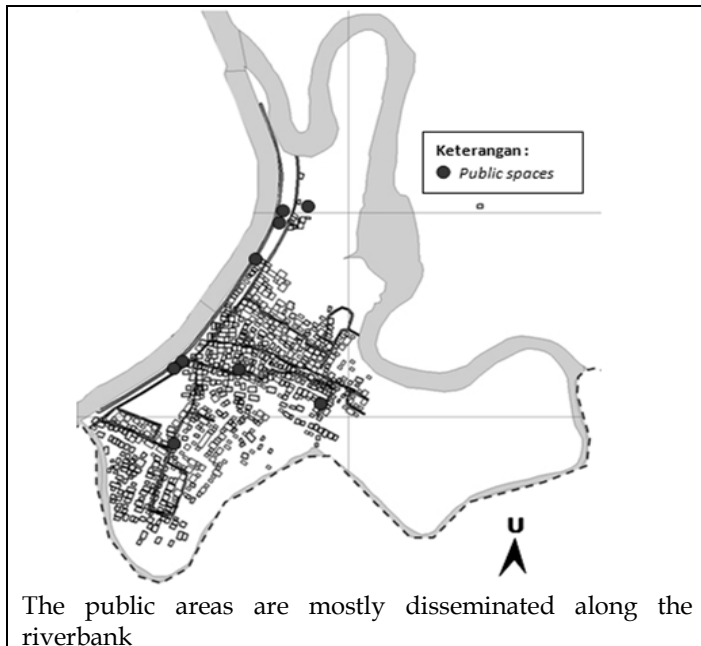 Keterangan :
Public spaces
U
The public areas are mostly disseminated along the
riverbank